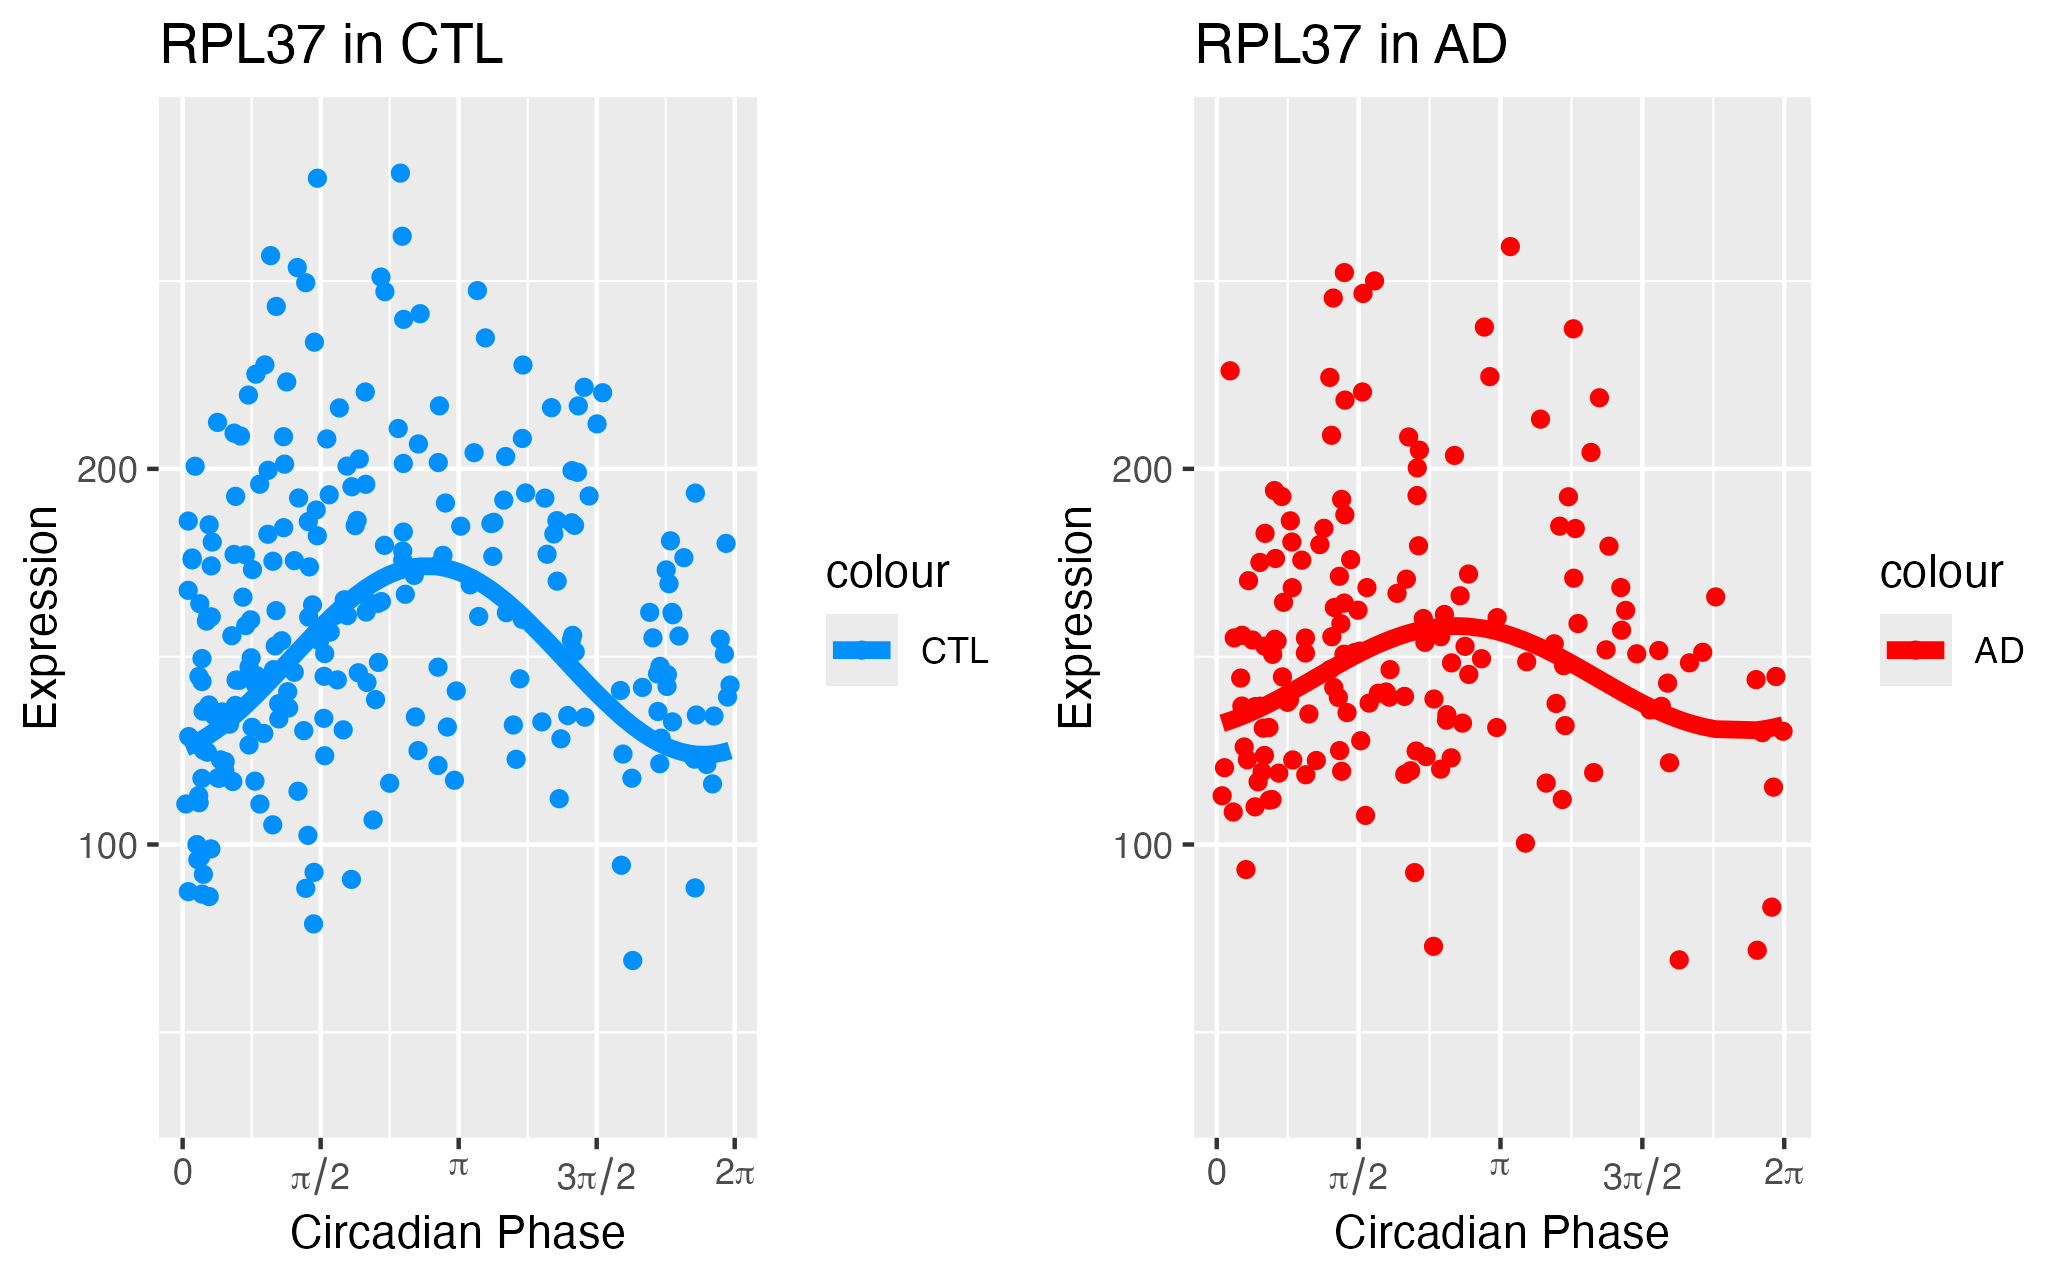 RPL37 in CTL
Expression
200
100
0 π/2 π 3π/2 2π
Circadian Phase
colour
CTL
RPL37 in AD
Expression
200
100
0 π/2 π 3π/2 2π
Circadian Phase
colour
AD